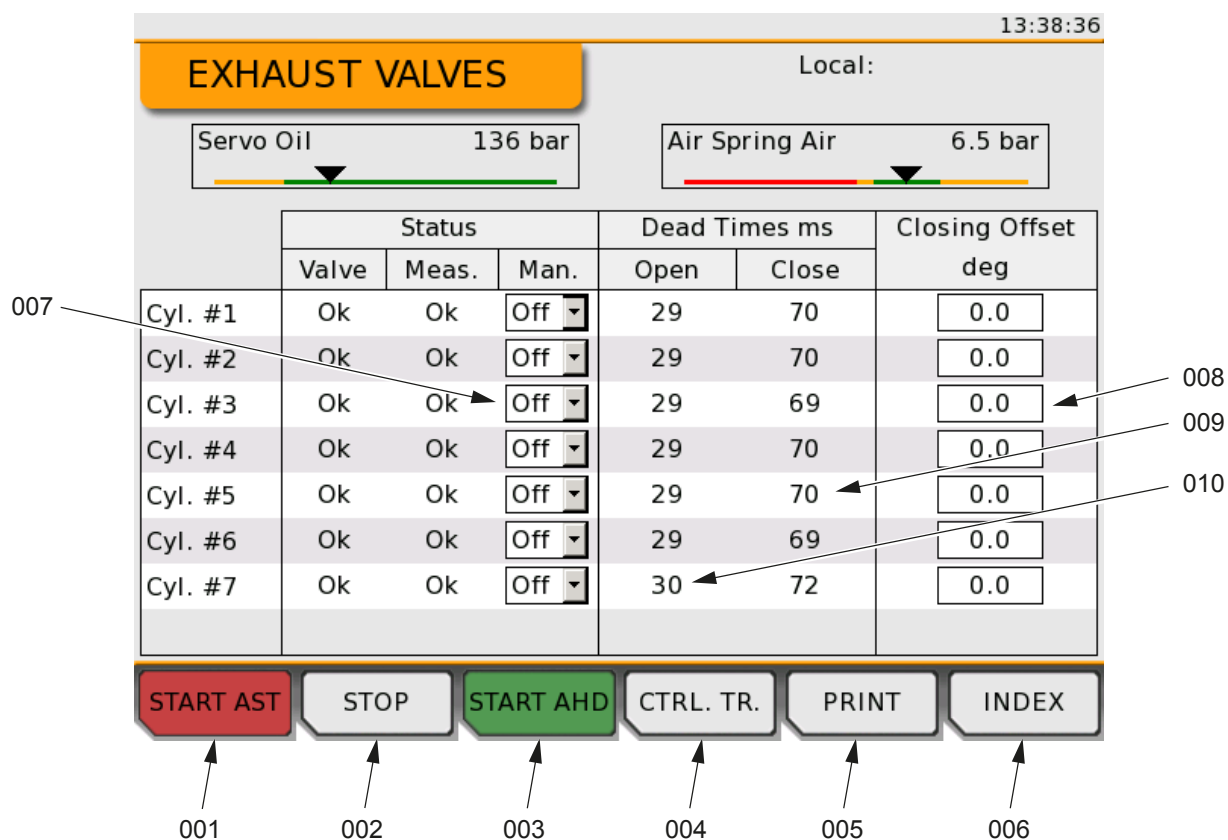 13:38:36
EXHAUST VALVES
Local:
Servo Oil 136 bar
Air Spring Air 6.5 bar
Status Dead Times ms Closing Offset
Valve Meas. Man. Open Close deg
Cyl. #1 Ok Ok Off 29 70 0.0
007
Cyl. #2 Ok Ok Off 29 70 0.0
008
Cyl. #3 Ok Ok Off 29 69 0.0
009
Cyl. #4 Ok Ok Off 29 70 0.0
010
Cyl. #5 Ok Ok Off 29 70 0.0
Cyl. #6 Ok Ok Off 29 69 0.0
Cyl. #7 Ok Ok Off 30 72 0.0
START AST STOP START AHD CTRL. TR. PRINT INDEX
001 002 003 004 005 006